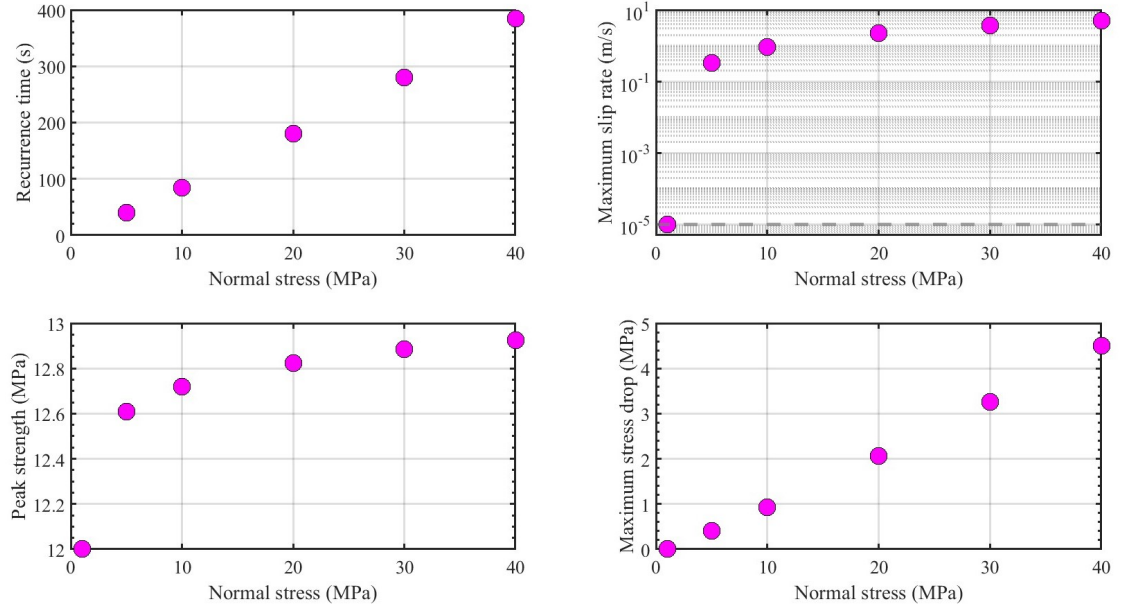 400
300
200
100
0
Recurrence time (s)
0 10 20 30 40
Normal stress (MPa)
10^1
10^-1
10^-3
10^-5
Maximum slip rate (m/s)
0 10 20 30 40
Normal stress (MPa)
13
12.8
12.6
12.4
12.2
12
Peak strength (MPa)
0 10 20 30 40
Normal stress (MPa)
5
4
3
2
1
0
Maximum stress drop (MPa)
0 10 20 30 40
Normal stress (MPa)